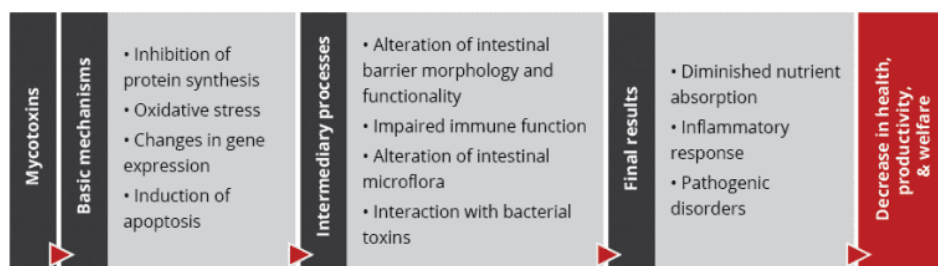 Mycotoxins
Basic mechanisms
• Inhibition of
protein synthesis
• Oxidative stress
• Changes in gene
expression
• Induction of
apoptosis
Intermediary processes
• Alteration of intestinal
barrier morphology and
functionality
• Impaired immune function
• Alteration of intestinal
microflora
• Interaction with bacterial
toxins
Final results
• Diminished nutrient
absorption
• Inflammatory
response
• Pathogenic
disorders
Decrease in health,
productivity,
& welfare